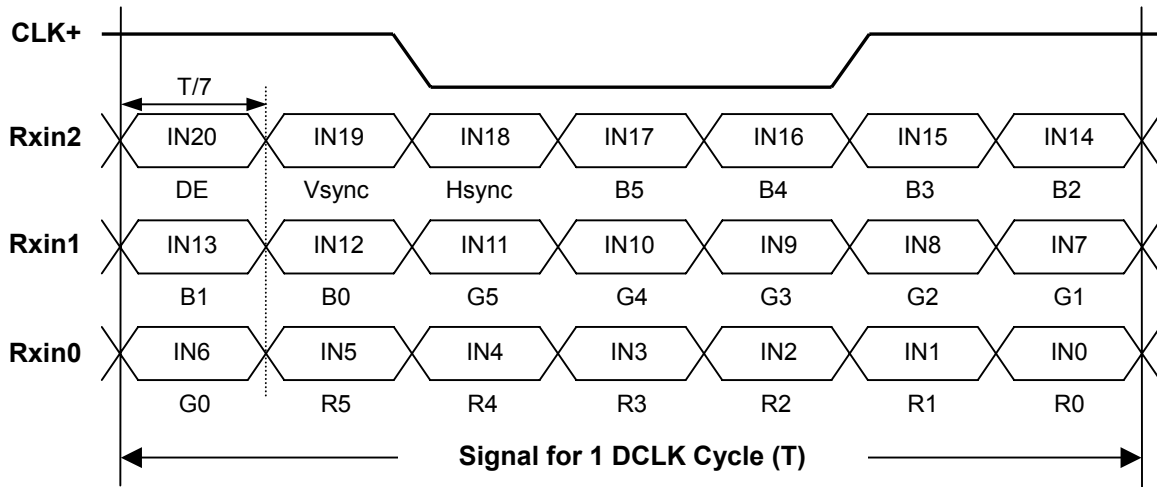 CLK+
T/7
Rxin2 IN20 IN19 IN18 IN17 IN16 IN15 IN14
DE Vsync Hsync B5 B4 B3 B2
Rxin1 IN13 IN12 IN11 IN10 IN9 IN8 IN7
B1 B0 G5 G4 G3 G2 G1
Rxin0 IN6 IN5 IN4 IN3 IN2 IN1 IN0
G0 R5 R4 R3 R2 R1 R0
Signal for 1 DCLK Cycle (T)